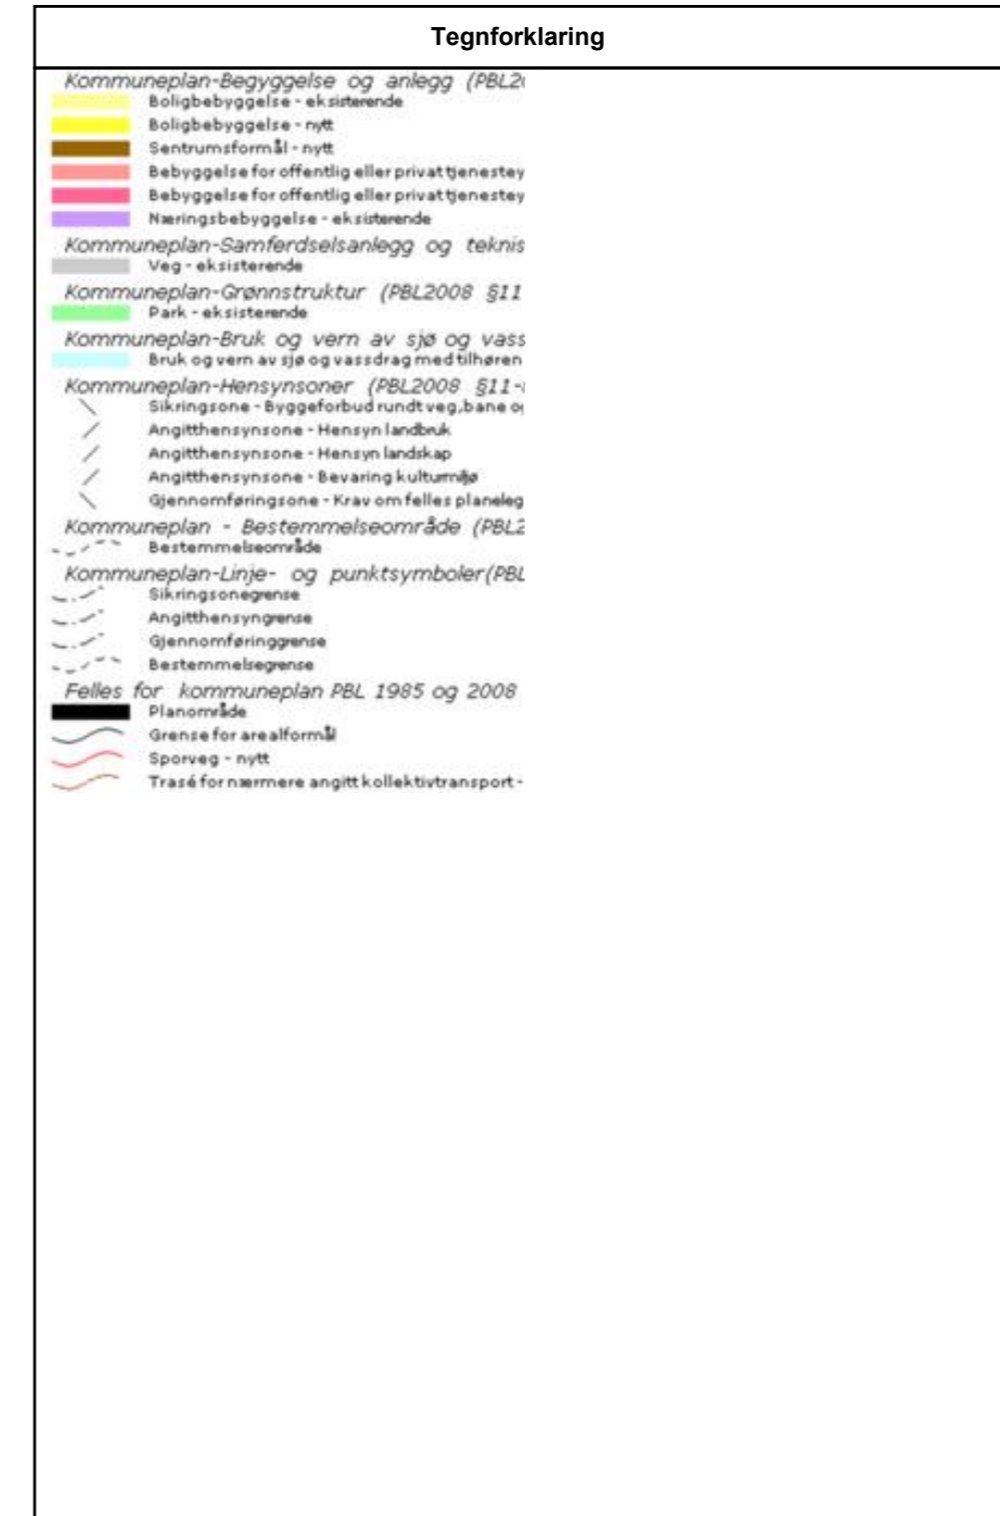 Tegnforklaring
Kommuneplan-Begyggelse og anlegg (PBL20
Boligbebyggelse - eksisterende
Boligbebyggelse - nytt
Sentrumsformål - nytt
Bebyggelse for offentlig eller privat tjenestey
Bebyggelse for offentlig eller privat tjenestey
Næringsbebyggelse - eksisterende
Kommuneplan-Samferdselsanlegg og teknis
Veg - eksisterende
Kommuneplan-Grønnstruktur (PBL2008 §11
Park - eksisterende
Kommuneplan-Bruk og vern av sjø og vass
Bruk og vern av sjø og vassdrag med tilhøren
Kommuneplan-Hensynsoner (PBL2008 §11-
Sikringsone - Byggeforbud rundt veg, bane og
Angitthensynsone - Hensyn landbruk
Angitthensynsone - Hensyn landskap
Angitthensynsone - Bevaring kulturmiljø
Gjennomføringsone - Krav om felles planeleg
Kommuneplan - Bestemmelseområde (PBL2
Bestemmelseområde
Kommuneplan-Linje- og punktsymboler(PBL
Sikringsonegrense
Angitthensyngrense
Gjennomføringgrense
Bestemmelsegrense
Felles for kommuneplan PBL 1985 og 2008
Planområde
Grense for arealformål
Sporveg - nytt
Trasé for nærmere angitt kollektivtransport -